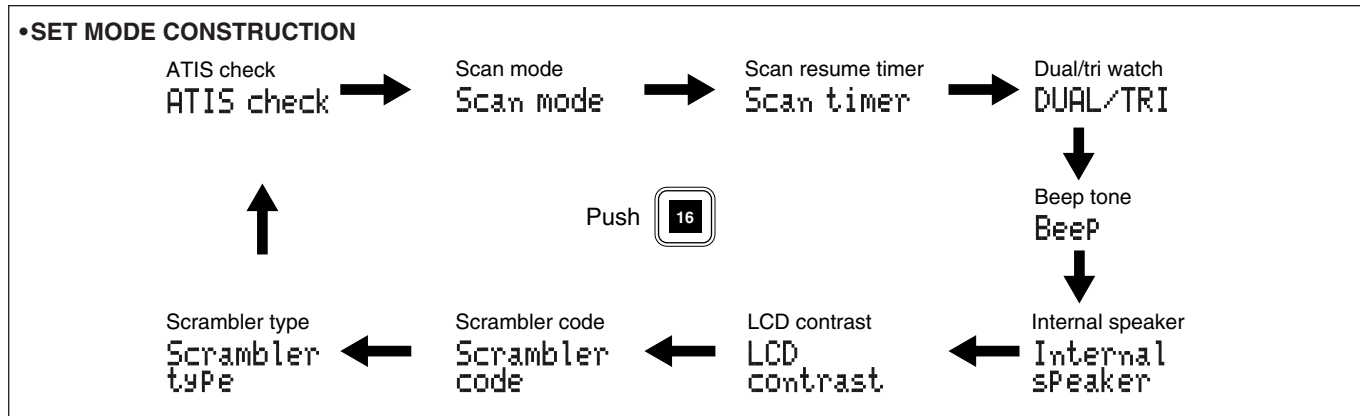 •SET MODE CONSTRUCTION
ATIS check
ATIS check
Scan mode
Scan mode
Scan resume timer
Scan timer
Dual/tri watch
DUAL/TRI
Push 16
Beep tone
Beep
Scrambler type
Scrambler
type
Scrambler code
Scrambler
code
LCD contrast
LCD
contrast
Internal speaker
Internal
speaker